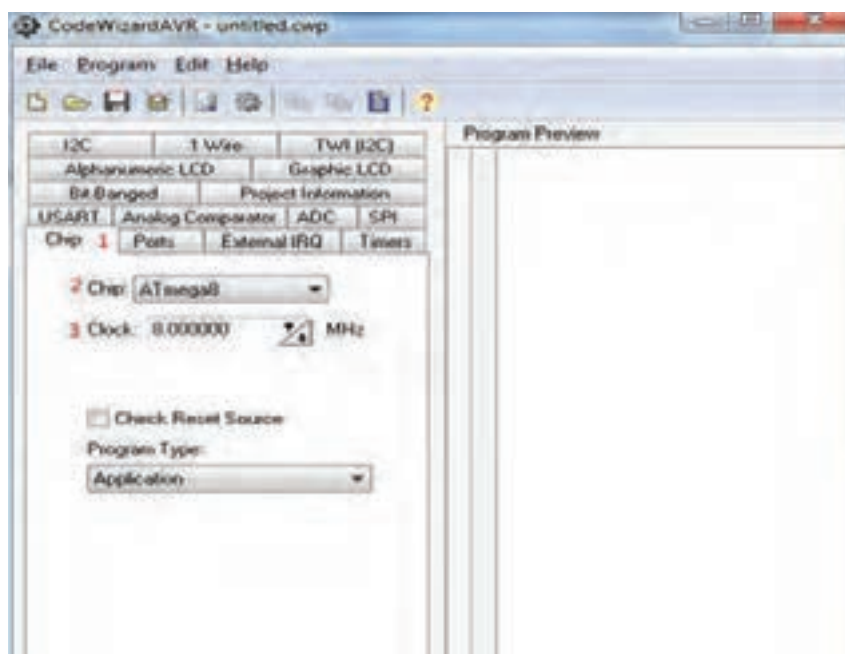 CodeWizardAVR - untitled.cwp
File Program Edit Help
I2C 1 Wire TWI (I2C)
Alphanumeric LCD Graphic LCD
Bit-Banged Project Information
USART Analog Comparator ADC SPI
Chip 1 Ports External IRQ Timers
2 Chip: ATmega8
3 Clock: 8.000000 MHz
Check Reset Source
Program Type:
Application
Program Preview